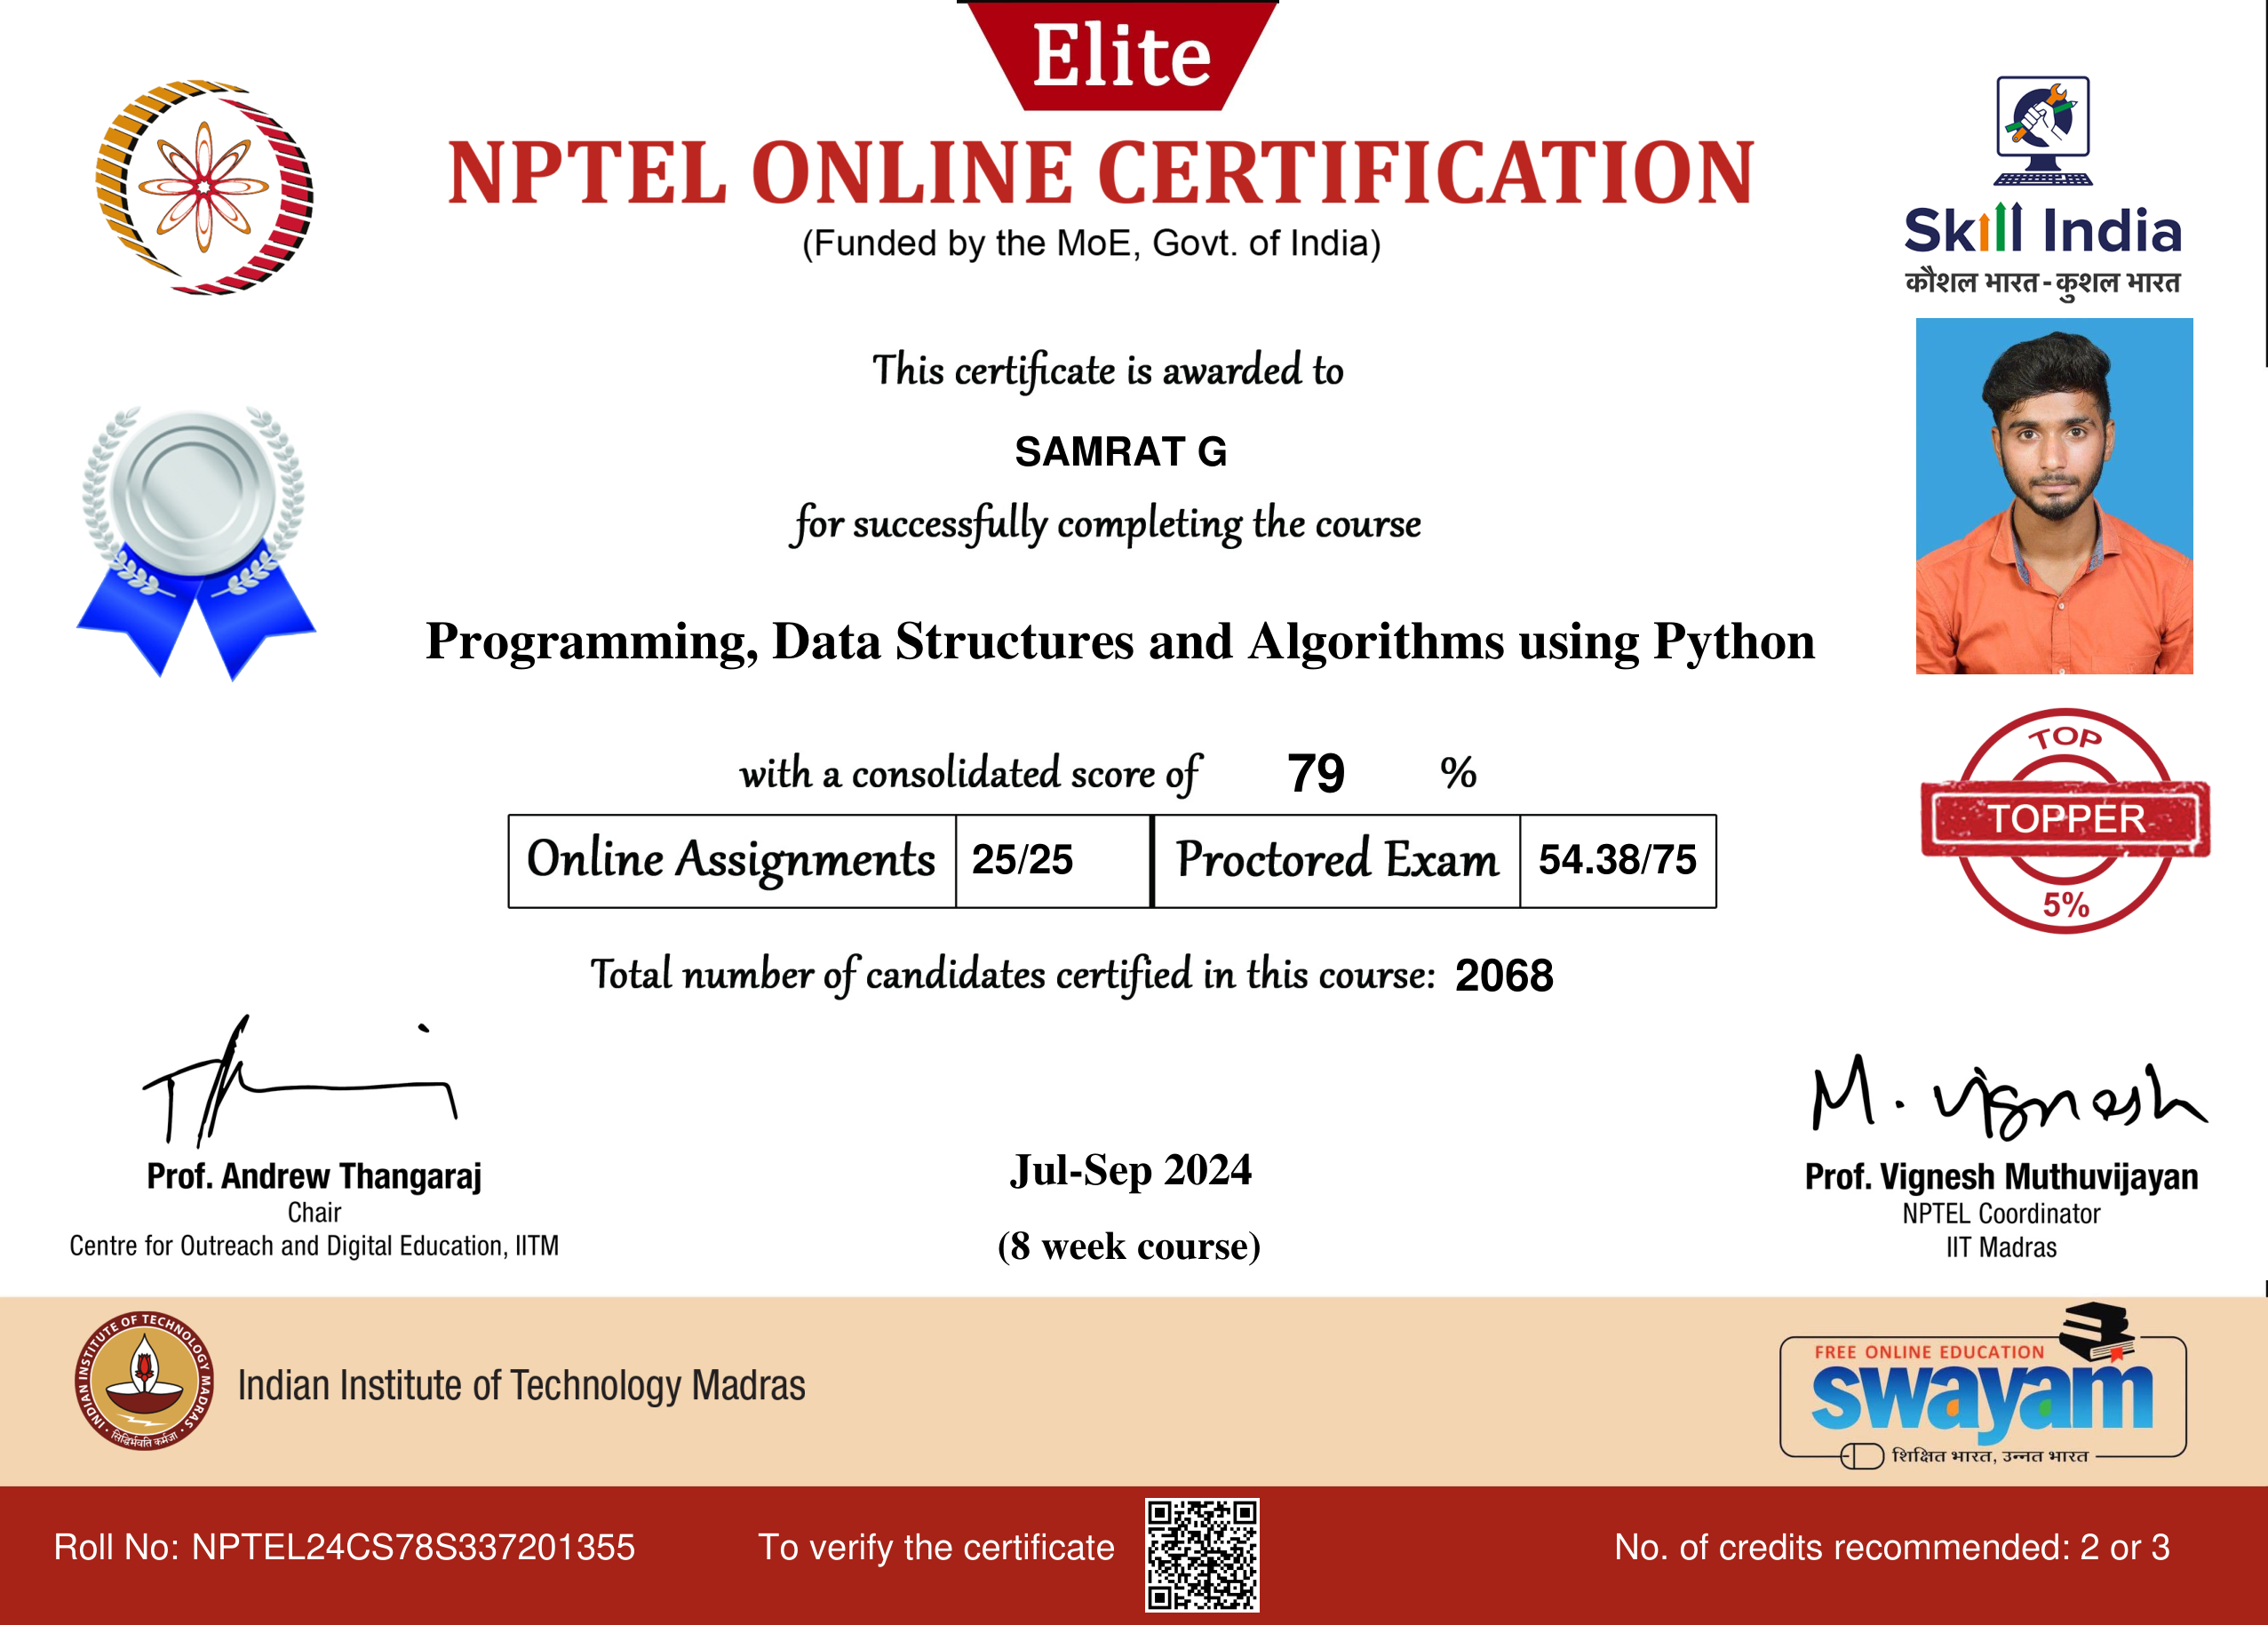 Elite
NPTEL ONLINE CERTIFICATION
(Funded by the MoE, Govt. of India)
Skill India
कौशल भारत - कुशल भारत
This certificate is awarded to
SAMRAT G
for successfully completing the course
Programming, Data Structures and Algorithms using Python
with a consolidated score of 79 %
Online Assignments 25/25 Proctored Exam 54.38/75
TOP
TOPPER
5%
Total number of candidates certified in this course: 2068
M. Vignesh
Prof. Andrew Thangaraj
Chair
Centre for Outreach and Digital Education, IITM
Jul-Sep 2024
(8 week course)
Prof. Vignesh Muthuvijayan
NPTEL Coordinator
IIT Madras
INDIAN INSTITUTE OF TECHNOLOGY MADRAS
सिद्धिर्भवति कर्मजा
Indian Institute of Technology Madras
FREE ONLINE EDUCATION
swayam
शिक्षित भारत, उन्नत भारत
Roll No: NPTEL24CS78S337201355
To verify the certificate
No. of credits recommended: 2 or 3